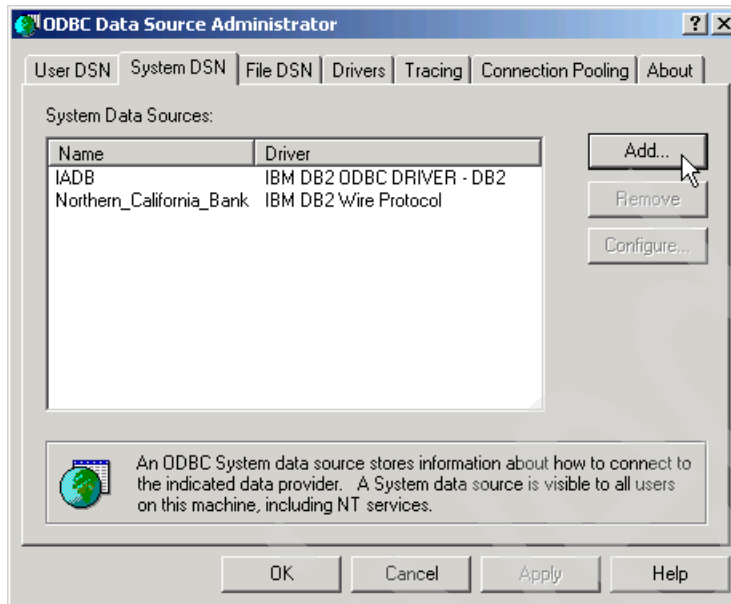 ODBC Data Source Administrator
User DSN System DSN File DSN Drivers Tracing Connection Pooling About
System Data Sources:
Name Driver
IADB IBM DB2 ODBC DRIVER - DB2
Northern_California_Bank IBM DB2 Wire Protocol
Add...
Remove
Configure...
An ODBC System data source stores information about how to connect to
the indicated data provider. A System data source is visible to all users
on this machine, including NT services.
OK Cancel Apply Help